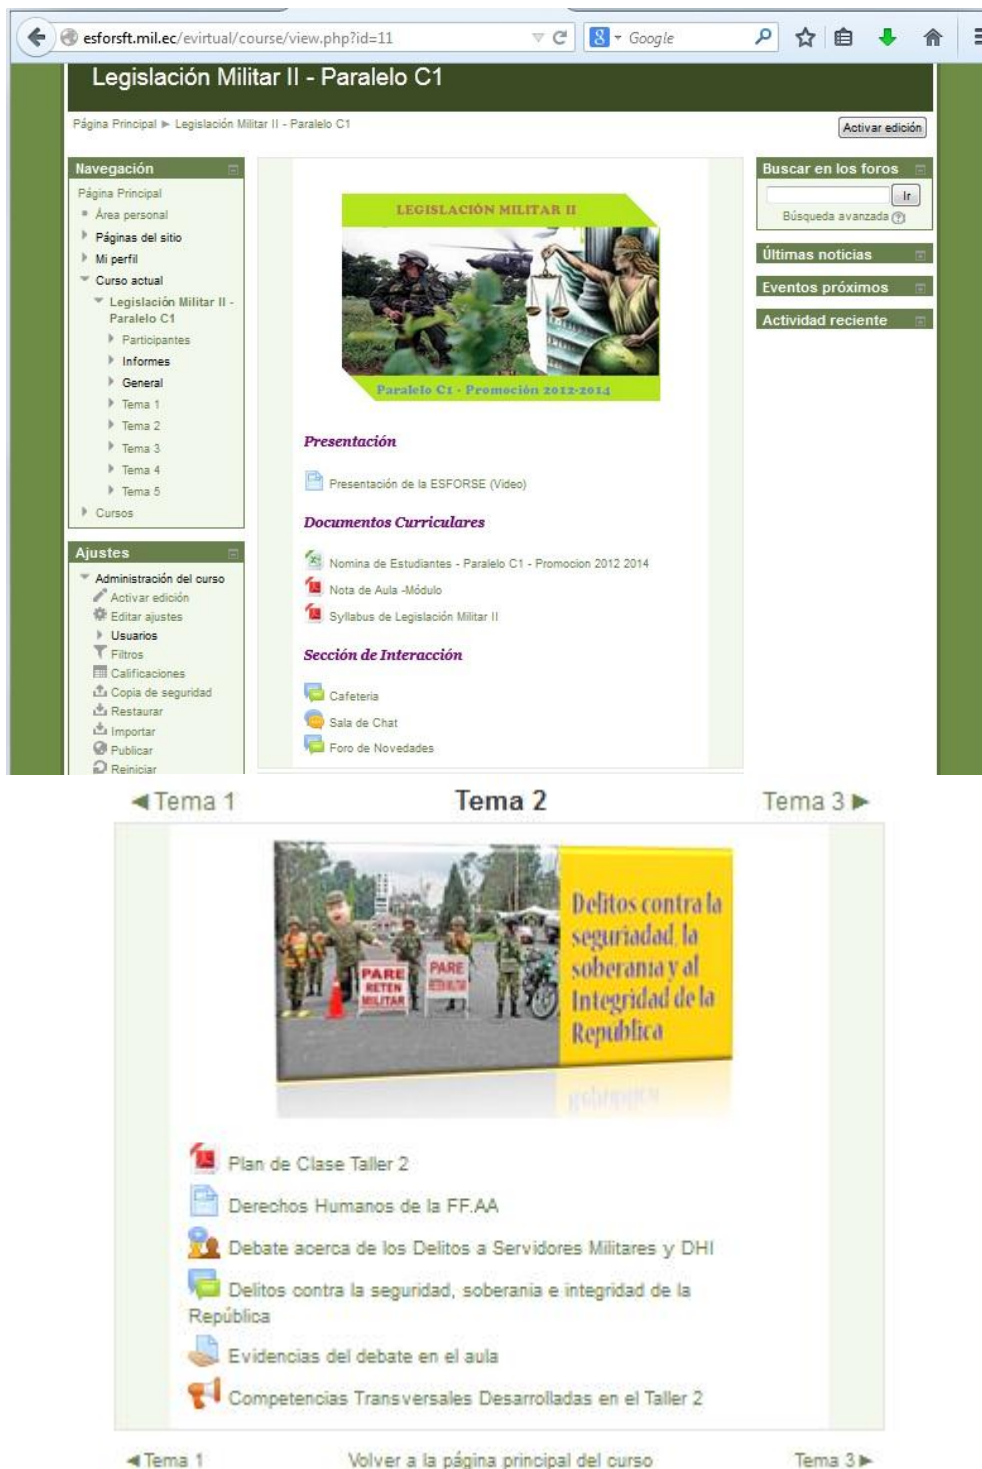 esforsft.mil.ec/evirtual/course/view.php?id=11
Google
Legislación Militar II - Paralelo C1
Página Principal ► Legislación Militar II - Paralelo C1
Activar edición
Navegación
Página Principal
Área personal
Páginas del sitio
Mi perfil
Curso actual
Legislación Militar II -
Paralelo C1
Participantes
Informes
General
Tema 1
Tema 2
Tema 3
Tema 4
Tema 5
Cursos
Ajustes
Administración del curso
Activar edición
Editar ajustes
Usuarios
Filtros
Calificaciones
Copia de seguridad
Restaurar
Importar
Publicar
Reiniciar
LEGISLACIÓN MILITAR II
Paralelo C1 - Promoción 2012-2014
Presentación
Presentación de la ESFORSE (Video)
Documentos Curriculares
Nomina de Estudiantes - Paralelo C1 - Promocion 2012 2014
Nota de Aula -Módulo
Syllabus de Legislación Militar II
Sección de Interacción
Cafeteria
Sala de Chat
Foro de Novedades
Buscar en los foros
Ir
Búsqueda avanzada
Últimas noticias
Eventos próximos
Actividad reciente
◄Tema 1
Tema 2
Tema 3►
PARE
RETEN
MILITAR
PARE
RETEN MILITAR
Delitos contra la
seguriadad, la
soberania y al
Integridad de la
Republica
Plan de Clase Taller 2
Derechos Humanos de la FF.AA
Debate acerca de los Delitos a Servidores Militares y DHI
Delitos contra la seguridad, soberania e integridad de la
República
Evidencias del debate en el aula
Competencias Transversales Desarrolladas en el Taller 2
◄Tema 1
Volver a la página principal del curso
Tema 3►